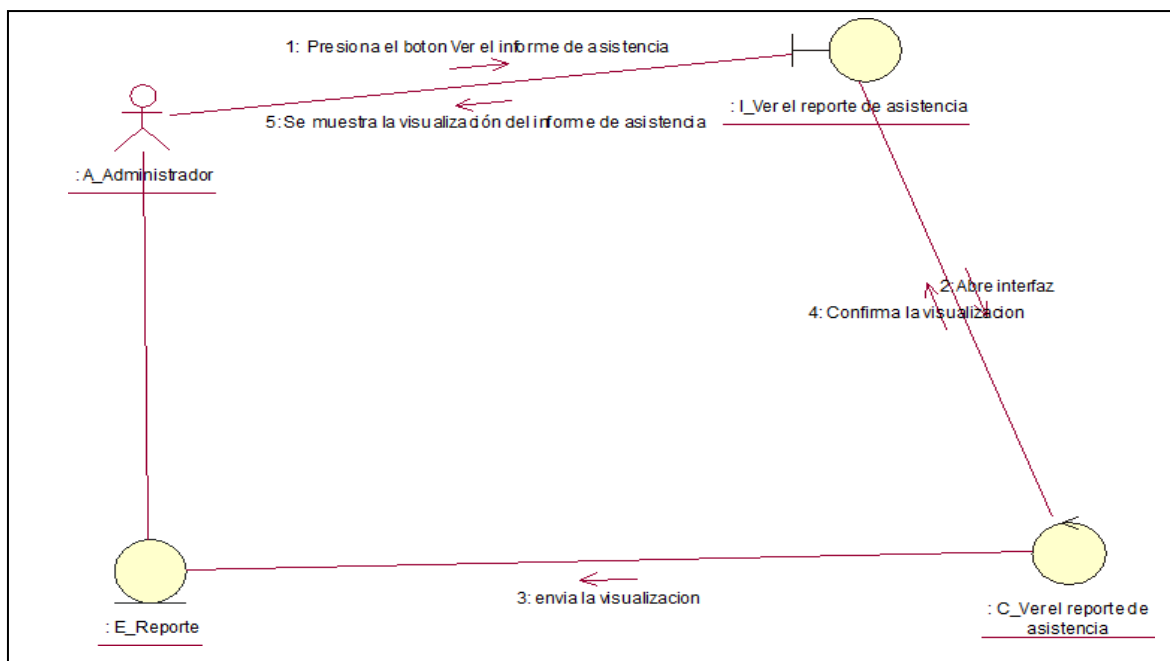 1: Presiona el boton Ver el informe de asistencia
: I_Ver el reporte de asistencia
5:Se muestra la visualización del informe de asistencia
: A_Administrador
2:Abre interfaz
4: Confirma la visualizacion
3: envia la visualizacion
: E_Reporte
: C_Ver el reporte de
asistencia